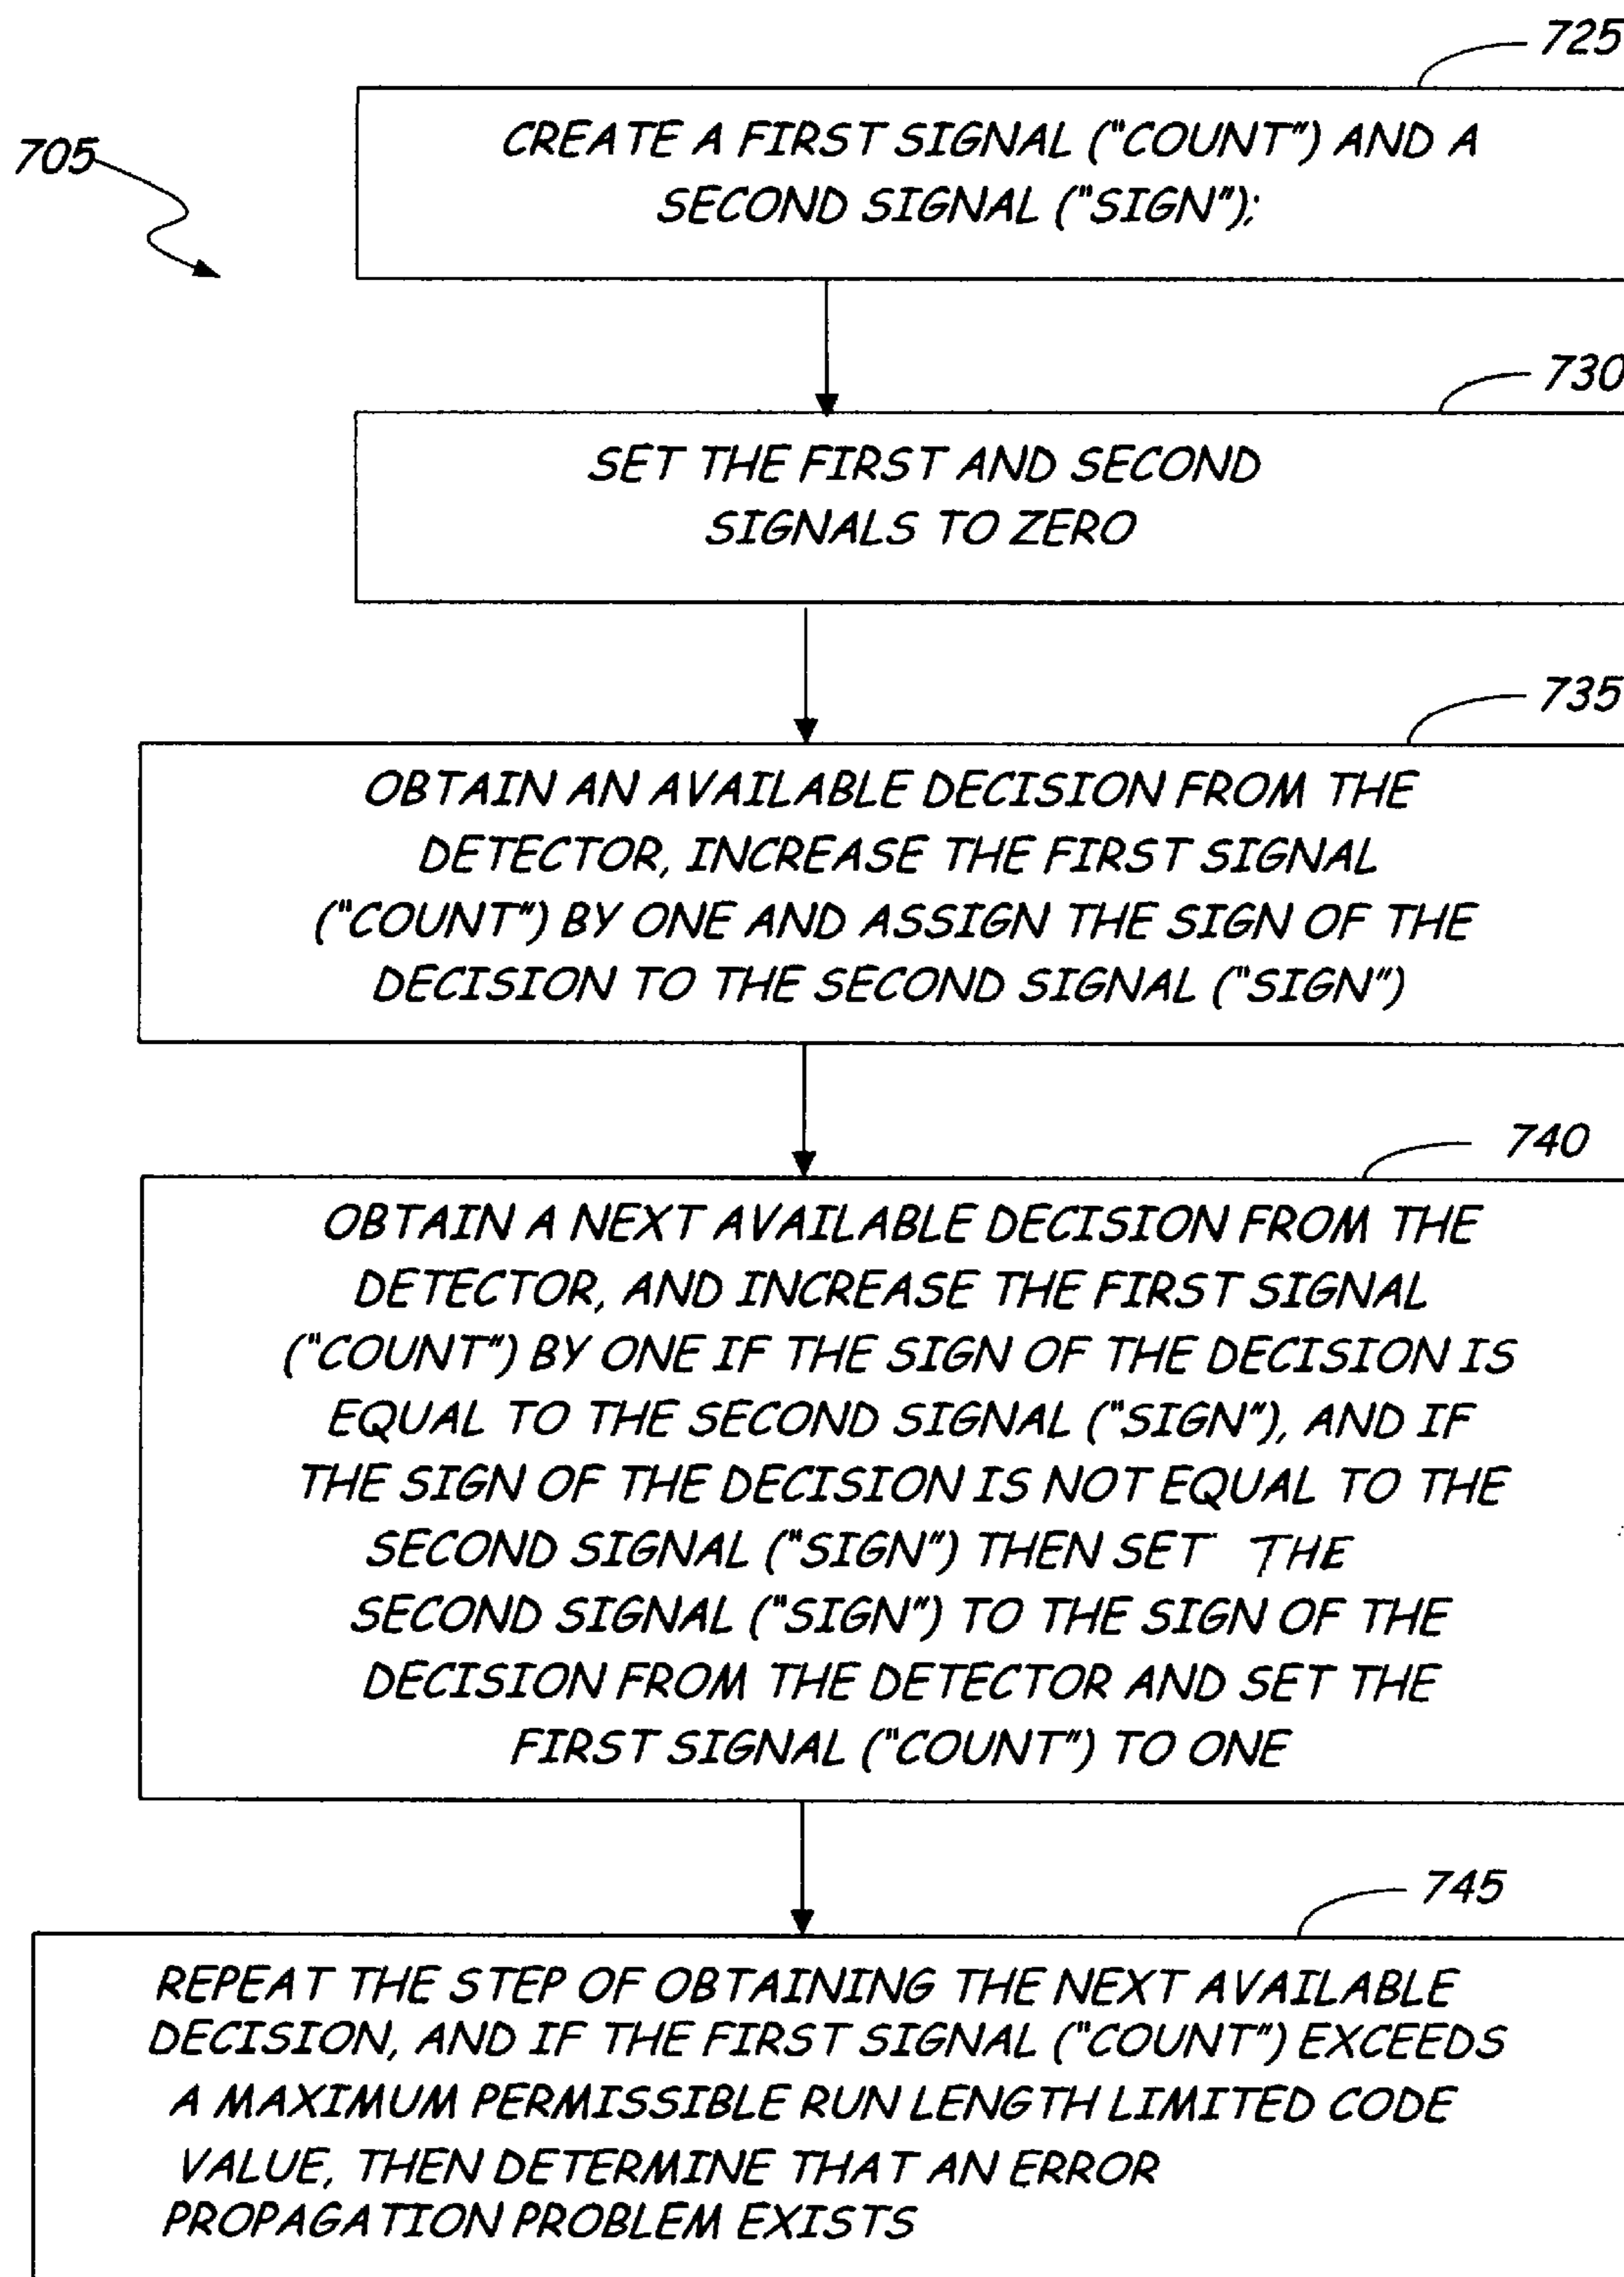 725
705
CREATE A FIRST SIGNAL ("COUNT") AND A
SECOND SIGNAL ("SIGN");
730
SET THE FIRST AND SECOND
SIGNALS TO ZERO
735
OBTAIN AN AVAILABLE DECISION FROM THE
DETECTOR, INCREASE THE FIRST SIGNAL
("COUNT") BY ONE AND ASSIGN THE SIGN OF THE
DECISION TO THE SECOND SIGNAL ("SIGN")
740
OBTAIN A NEXT AVAILABLE DECISION FROM THE
DETECTOR, AND INCREASE THE FIRST SIGNAL
("COUNT") BY ONE IF THE SIGN OF THE DECISION IS
EQUAL TO THE SECOND SIGNAL ("SIGN"), AND IF
THE SIGN OF THE DECISION IS NOT EQUAL TO THE
SECOND SIGNAL ("SIGN") THEN SET THE
SECOND SIGNAL ("SIGN") TO THE SIGN OF THE
DECISION FROM THE DETECTOR AND SET THE
FIRST SIGNAL ("COUNT") TO ONE
745
REPEAT THE STEP OF OBTAINING THE NEXT AVAILABLE
DECISION, AND IF THE FIRST SIGNAL ("COUNT") EXCEEDS
A MAXIMUM PERMISSIBLE RUN LENGTH LIMITED CODE
VALUE, THEN DETERMINE THAT AN ERROR
PROPAGATION PROBLEM EXISTS